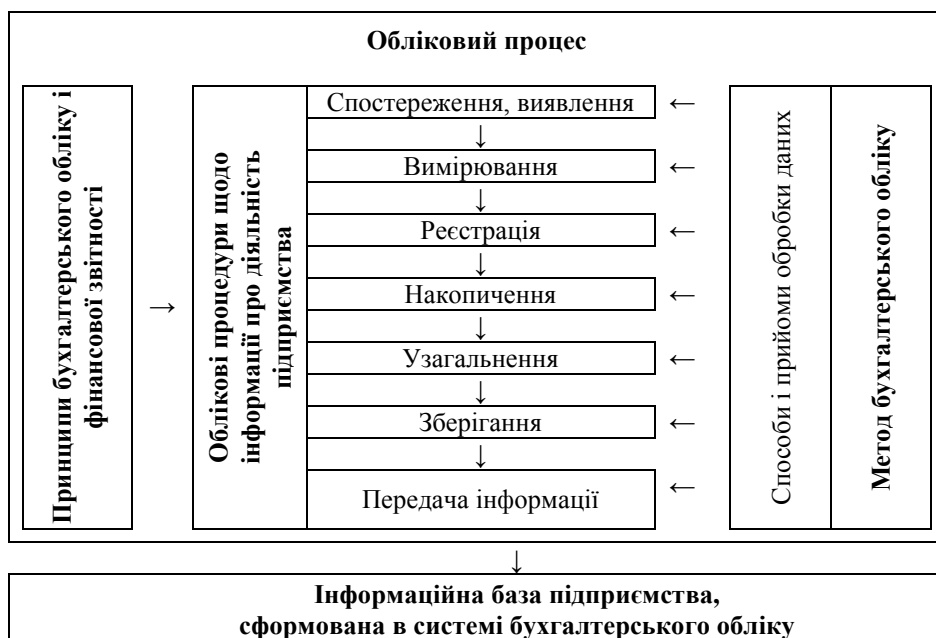 Обліковий процес
Принципи бухгалтерського обліку і
фінансової звітності
→
Облікові процедури щодо
інформації про діяльність
підприємства
Спостереження, виявлення
←
↓
Вимірювання
←
↓
Реєстрація
←
↓
Накопичення
←
↓
Узагальнення
←
↓
Зберігання
←
↓
Передача інформації
←
Способи і прийоми обробки даних
Метод бухгалтерського обліку
↓
Інформаційна база підприємства,
сформована в системі бухгалтерського обліку